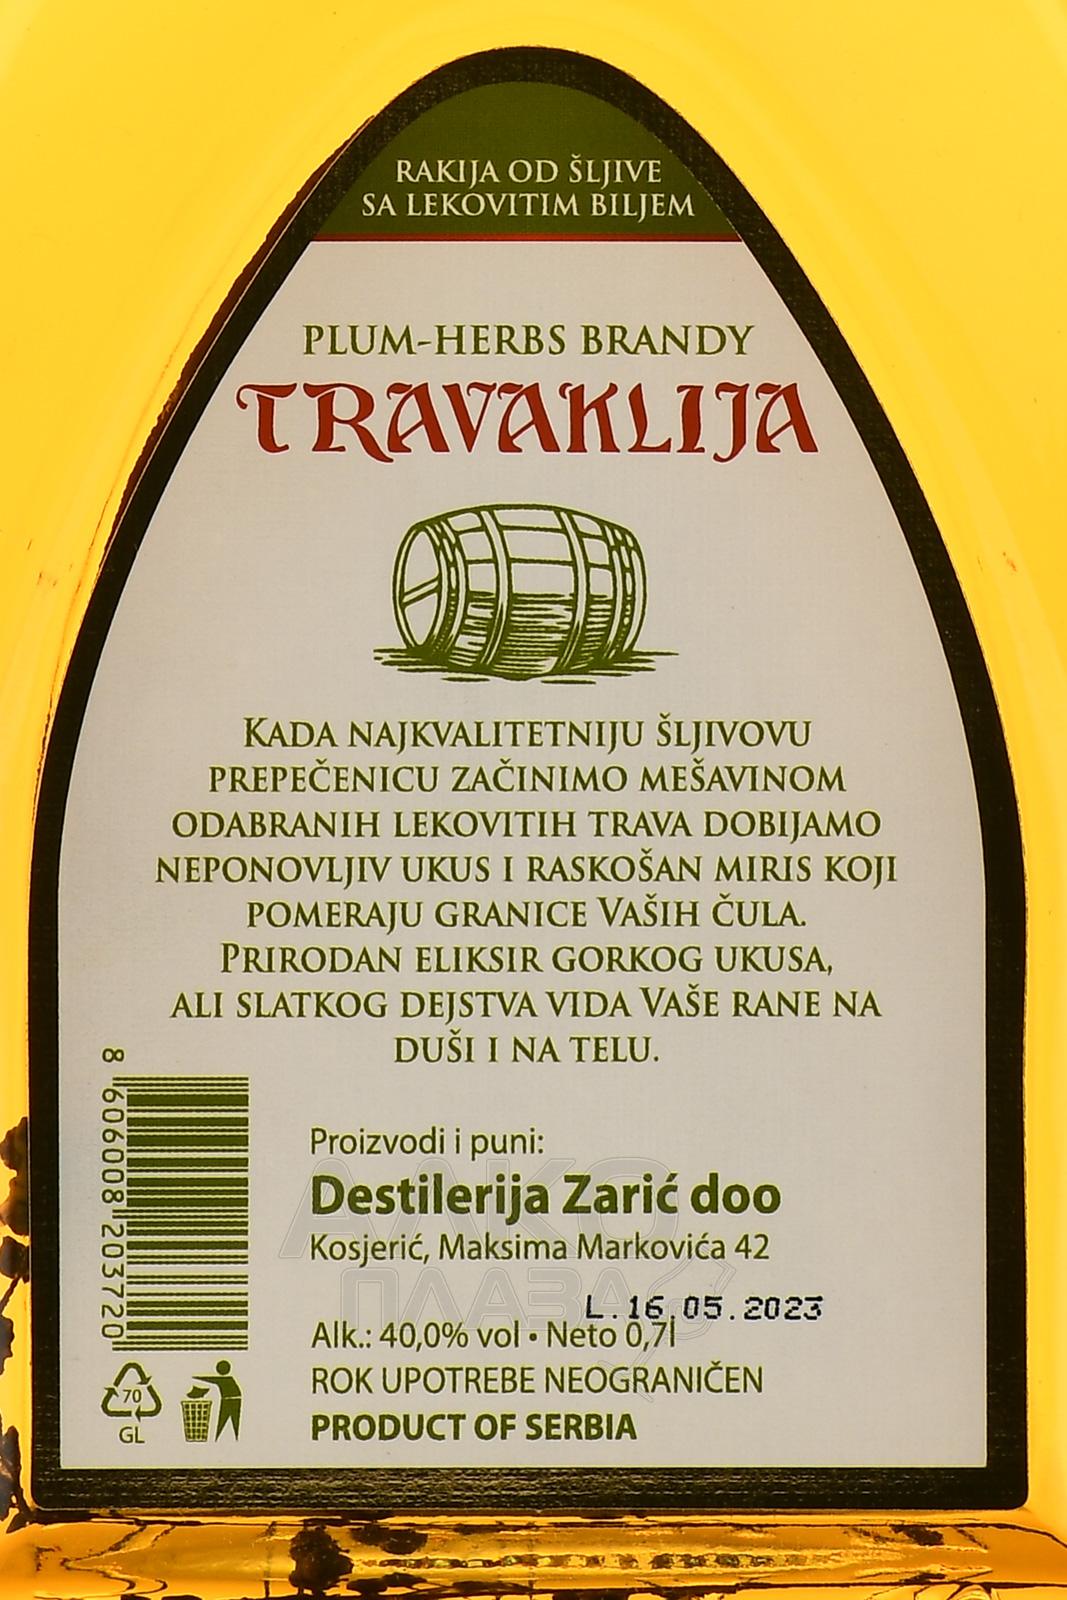 RAKIJA OD ŠLJIVE
SA LEKOVITIM BILJEM
PLUM-HERBS BRANDY
TRAVAKLIJA
KADA NAJKVALITETNIJU ŠLJIVOVU
PREPEČENICU ZAČINIMO MEŠAVINOM
ODABRANIH LEKOVITIH TRAVA DOBIJAMO
NEPONOVLJIV UKUS I RASKOŠAN MIRIS KOJI
POMERAJU GRANICE VAŠIH ČULA.
PRIRODAN ELIKSIR GORKOG UKUSA,
ALI SLATKOG DEJSTVA VIDA VAŠE RANE NA
DUŠI I NA TELU.
8 606008 203720
Proizvodi i puni:
Destilerija Zarić doo
Kosjerić, Maksima Markovića 42
АЛКО
ПЛАЗА
L.16.05.2023
Alk.: 40,0% vol • Neto 0,7l
ROK UPOTREBE NEOGRANIČEN
PRODUCT OF SERBIA
70
GL